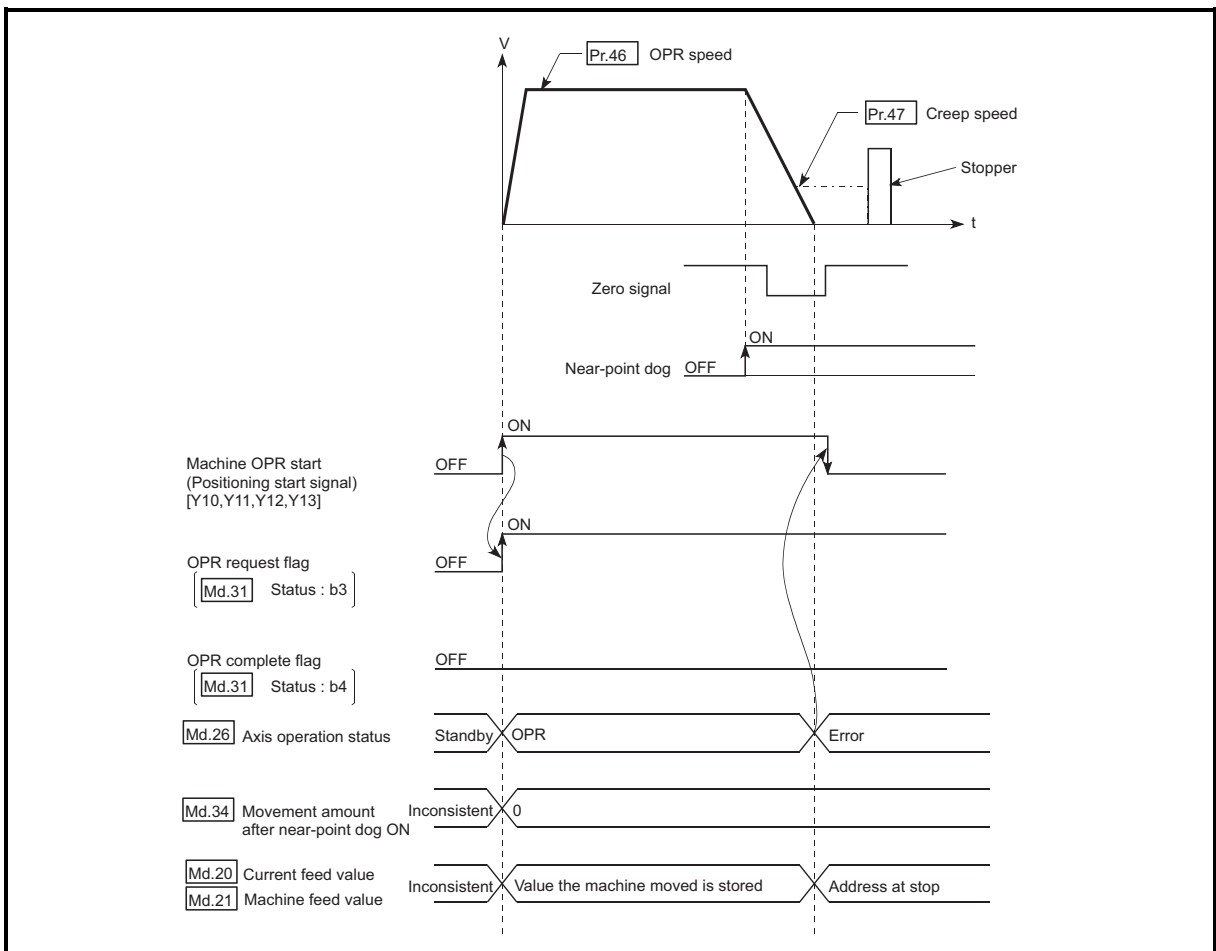 V
Pr.46 OPR speed
Pr.47 Creep speed
Stopper
t
Zero signal
ON
Near-point dog OFF
ON
Machine OPR start
(Positioning start signal)
[Y10,Y11,Y12,Y13]
OFF
ON
OPR request flag
OFF
Md.31 Status : b3
OPR complete flag
OFF
Md.31 Status : b4
Md.26 Axis operation status Standby OPR Error
Md.34 Movement amount
after near-point dog ON
Inconsistent 0
Md.20 Current feed value
Md.21 Machine feed value
Inconsistent Value the machine moved is stored Address at stop